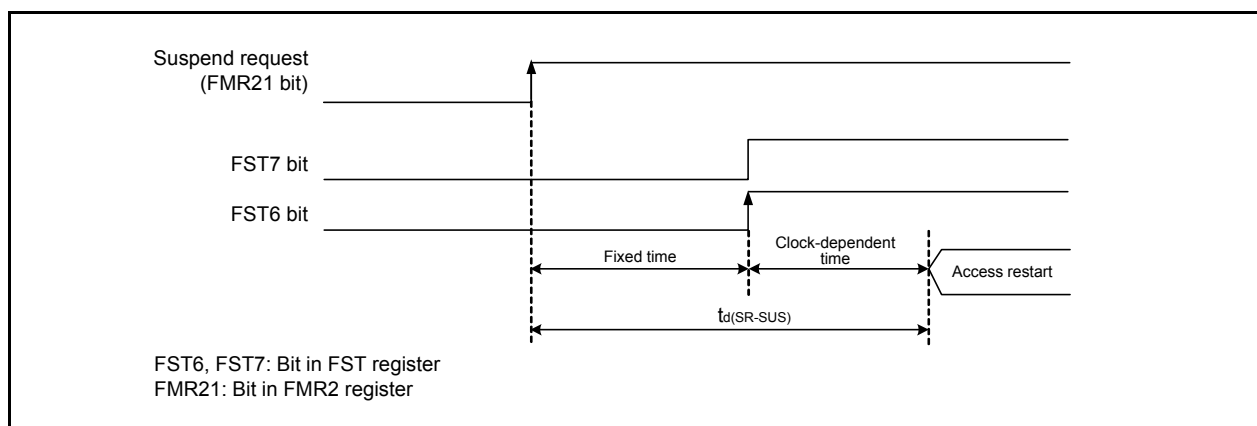 Suspend request
(FMR21 bit)
FST7 bit
FST6 bit
Fixed time
Clock-dependent
time
Access restart
td(SR-SUS)
FST6, FST7: Bit in FST register
FMR21: Bit in FMR2 register